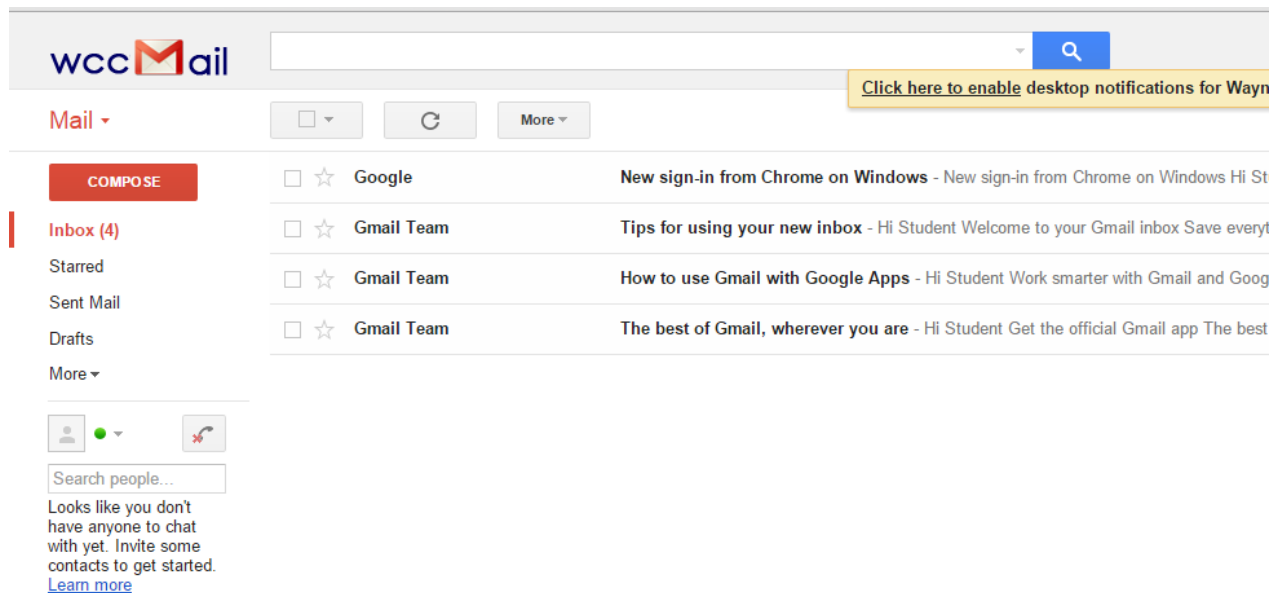 wccMail
Click here to enable desktop notifications for Wayn
Mail
More
COMPOSE
Google New sign-in from Chrome on Windows - New sign-in from Chrome on Windows Hi St
Inbox (4)
Gmail Team Tips for using your new inbox - Hi Student Welcome to your Gmail inbox Save everyt
Starred
Gmail Team How to use Gmail with Google Apps - Hi Student Work smarter with Gmail and Goog
Sent Mail
Gmail Team The best of Gmail, wherever you are - Hi Student Get the official Gmail app The best
Drafts
More
Search people...
Looks like you don't
have anyone to chat
with yet. Invite some
contacts to get started.
Learn more